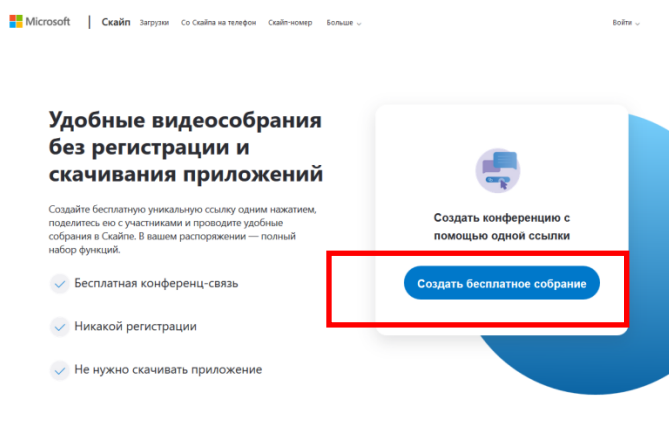 Microsoft | Скайп Загрузки Со Скайпа на телефон Скайп-номер Больше Войти
Удобные видеособрания
без регистрации и
скачивания приложений
Создайте бесплатную уникальную ссылку одним нажатием,
поделитесь ею с участниками и проводите удобные
собрания в Скайпе. В вашем распоряжении — полный
набор функций.
Бесплатная конференц-связь
Никакой регистрации
Не нужно скачивать приложение
Создать конференцию с
помощью одной ссылки
Создать бесплатное собрание